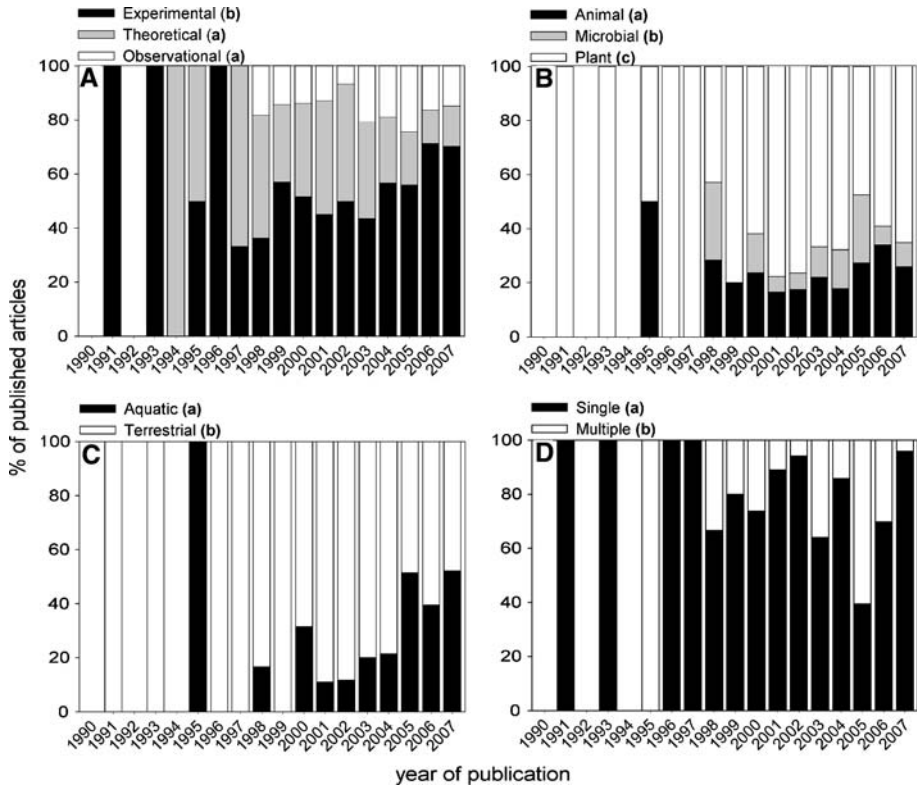 Experimental (b)
Theoretical (a)
Observational (a)
A
100
80
60
40
20
0
1990 1991 1992 1993 1994 1995 1996 1997 1998 1999 2000 2001 2002 2003 2004 2005 2006 2007
Animal (a)
Microbial (b)
Plant (c)
B
100
80
60
40
20
0
1990 1991 1992 1993 1994 1995 1996 1997 1998 1999 2000 2001 2002 2003 2004 2005 2006 2007
% of published articles
Aquatic (a)
Terrestrial (b)
C
100
80
60
40
20
0
1990 1991 1992 1993 1994 1995 1996 1997 1998 1999 2000 2001 2002 2003 2004 2005 2006 2007
Single (a)
Multiple (b)
D
100
80
60
40
20
0
1990 1991 1992 1993 1994 1995 1996 1997 1998 1999 2000 2001 2002 2003 2004 2005 2006 2007
year of publication